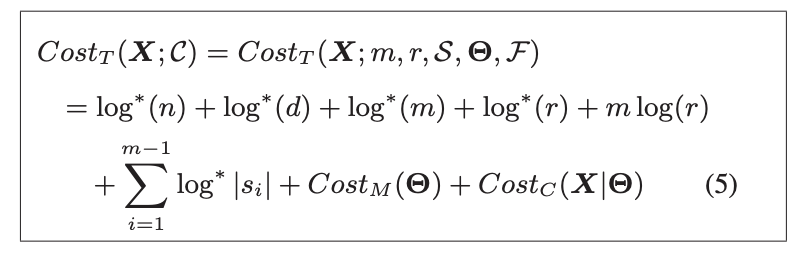 Cost_T(X; C) = Cost_T(X; m, r, S, Θ, F)
= log*(n) + log*(d) + log*(m) + log*(r) + m log(r)
+ ∑_{i=1}^{m−1} log* |s_i| + Cost_M(Θ) + Cost_C(X|Θ) (5)